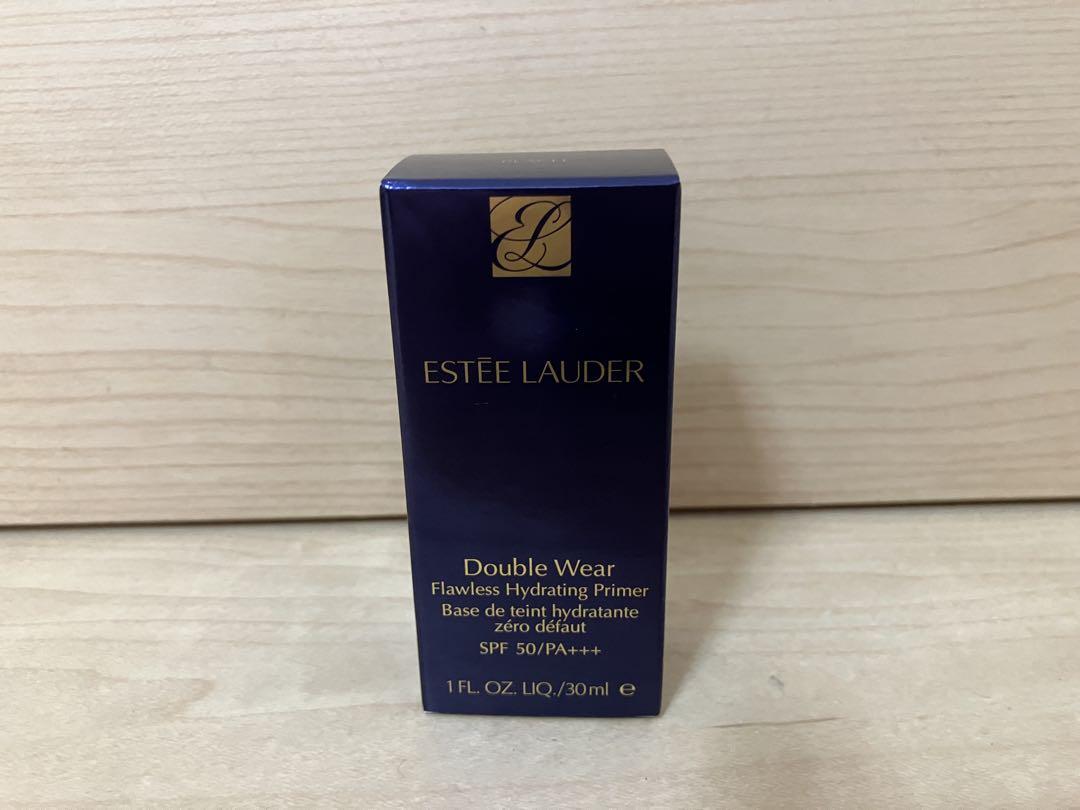 ESTĒE LAUDER
Double Wear
Flawless Hydrating Primer
Base de teint hydratante
zéro défaut
SPF 50/PA+++
1 FL. OZ. LIQ./30 ml ℮